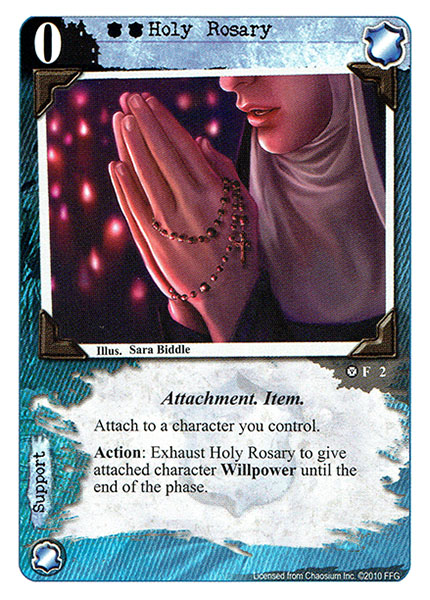 0
Holy Rosary
Illus. Sara Biddle
F 2
Attachment. Item.
Attach to a character you control.
Action: Exhaust Holy Rosary to give
attached character Willpower until the
end of the phase.
Support
Licensed from Chaosium Inc. ©2010 FFG